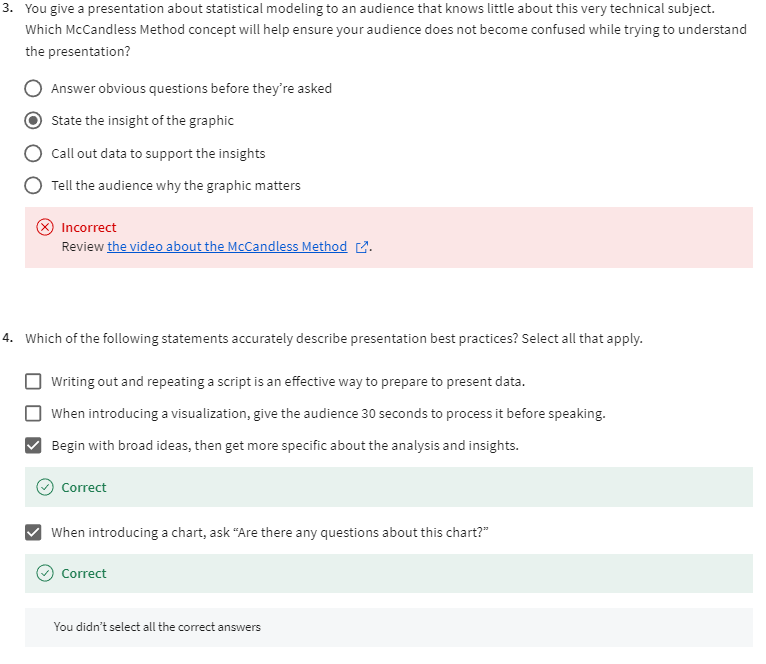 3. You give a presentation about statistical modeling to an audience that knows little about this very technical subject.
Which McCandless Method concept will help ensure your audience does not become confused while trying to understand
the presentation?
Answer obvious questions before they're asked
State the insight of the graphic
Call out data to support the insights
Tell the audience why the graphic matters
Incorrect
Review the video about the McCandless Method.
4. Which of the following statements accurately describe presentation best practices? Select all that apply.
Writing out and repeating a script is an effective way to prepare to present data.
When introducing a visualization, give the audience 30 seconds to process it before speaking.
Begin with broad ideas, then get more specific about the analysis and insights.
Correct
When introducing a chart, ask “Are there any questions about this chart?”
Correct
You didn't select all the correct answers